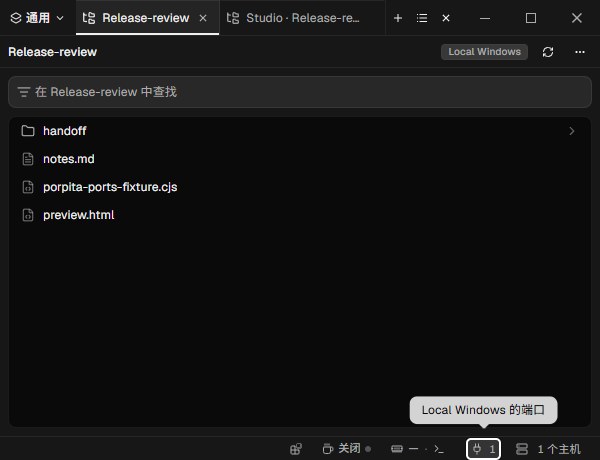 通用
Release-review
Studio · Release-re...
Release-review
Local Windows
在 Release-review 中查找
handoff
notes.md
porpita-ports-fixture.cjs
preview.html
Local Windows 的端口
关闭
1
1 个主机